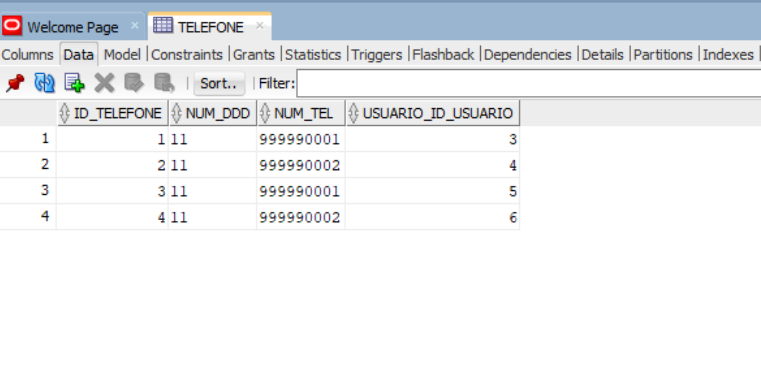 Welcome Page × TELEFONE ×
Columns Data Model |Constraints |Grants |Statistics |Triggers |Flashback |Dependencies |Details |Partitions |Indexes |
Sort.. Filter:
ID_TELEFONE NUM_DDD NUM_TEL USUARIO_ID_USUARIO
1 1 11 999990001 3
2 2 11 999990002 4
3 3 11 999990001 5
4 4 11 999990002 6